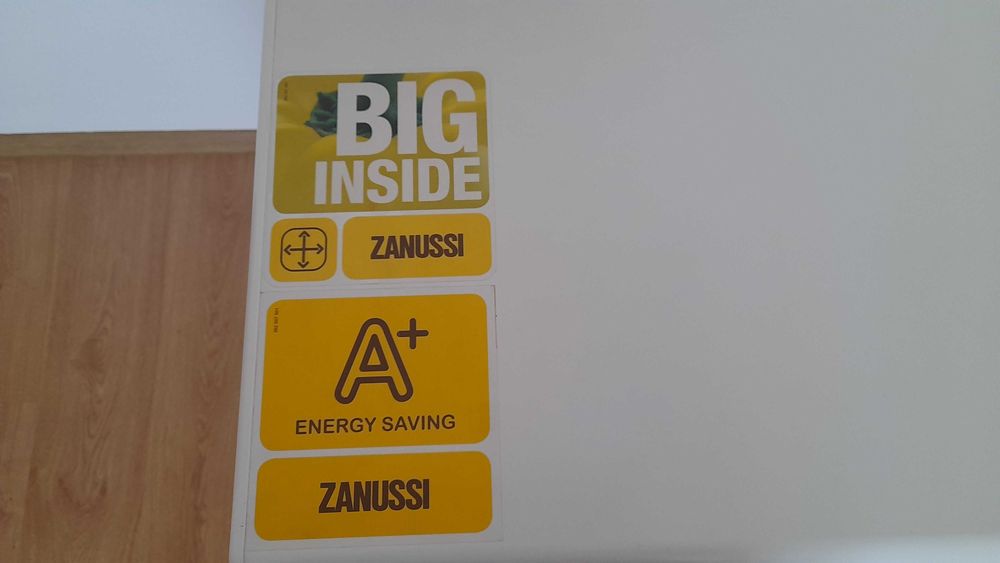 BIG
INSIDE
ZANUSSI
A+
ENERGY SAVING
ZANUSSI